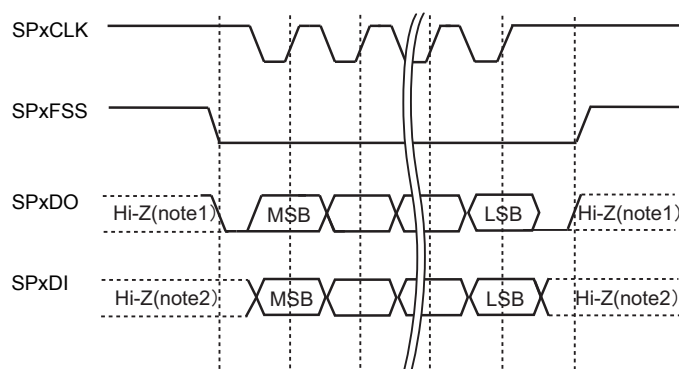 SPxCLK
SPxFSS
SPxDO
Hi-Z(note1) MSB LSB Hi-Z(note1)
SPxDI
Hi-Z(note2) MSB LSB Hi-Z(note2)